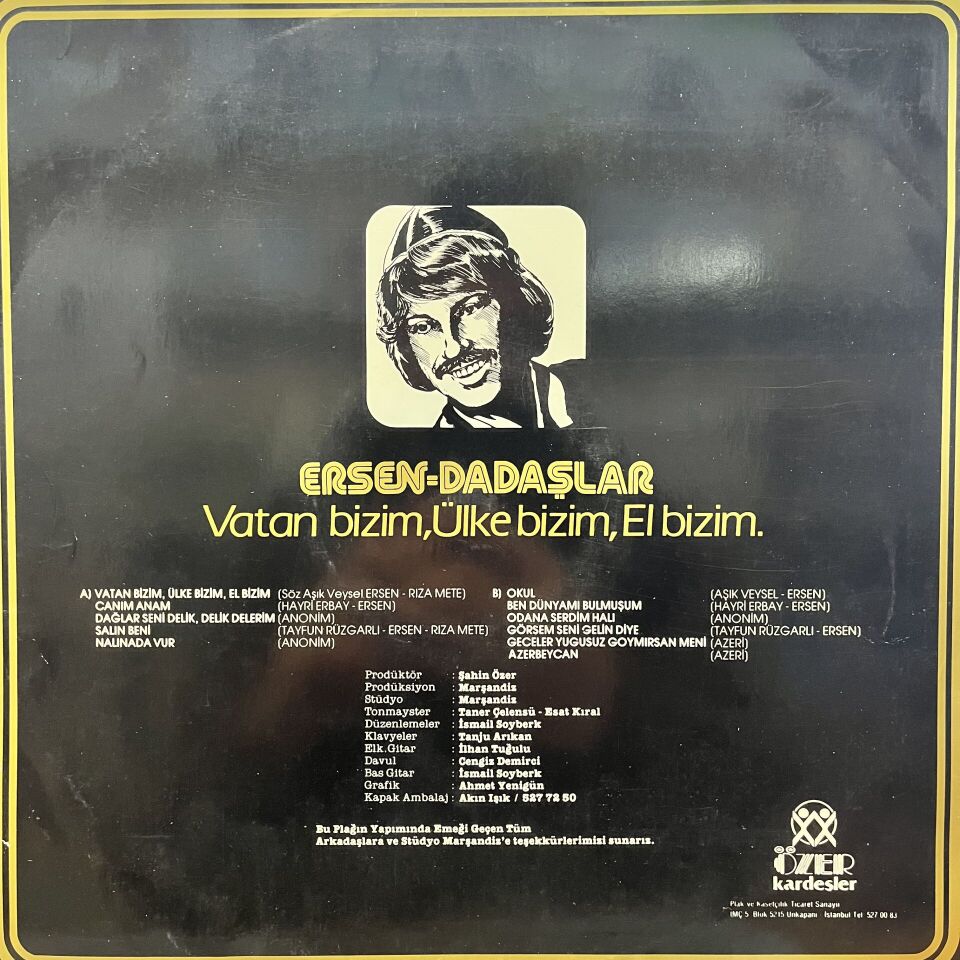 ERSEN=DADAŞLAR
Vatan bizim, Ülke bizim, El bizim.
A) VATAN BİZİM, ÜLKE BİZİM, EL BİZİM (Söz Aşık Veysel ERSEN - RIZA METE)
CANIM ANAM (HAYRİ ERBAY - ERSEN)
DAĞLAR SENİ DELİK, DELİK DELERİM (ANONİM)
SALIN BENİ (TAYFUN RÜZGARLI - ERSEN - RIZA METE)
NALINADA VUR (ANONİM)
B) OKUL (AŞIK VEYSEL - ERSEN)
BEN DÜNYAMI BULMUŞUM (HAYRİ ERBAY - ERSEN)
ODANA SERDİM HALI (ANONİM)
GÖRSEM SENİ GELİN DİYE (TAYFUN RÜZGARLI - ERSEN)
GECELER YUGUSUZ GOYMIRSAN MENİ (AZERİ)
AZERBEYCAN (AZERİ)
Prodüktör : Şahin Özer
Prodüksiyon : Marşandiz
Stüdyo : Marşandiz
Tonmayster : Taner Çelensü - Esat Kıral
Düzenlemeler : İsmail Soyberk
Klavyeler : Tanju Arıkan
Elk.Gitar : İlhan Tuğulu
Davul : Cengiz Demirci
Bas Gitar : İsmail Soyberk
Grafik : Ahmet Yenigün
Kapak Ambalaj : Akın Işık / 527 72 50
Bu Plağın Yapımında Emeği Geçen Tüm
Arkadaşlara ve Stüdyo Marşandiz'e teşekkürlerimizi sunarız.
ÖZER
kardeşler
Plak ve Kasetçilik Ticaret Sanayii
İMÇ 5. Blok 5215 Unkapanı - İstanbul Tel: 527 00 83